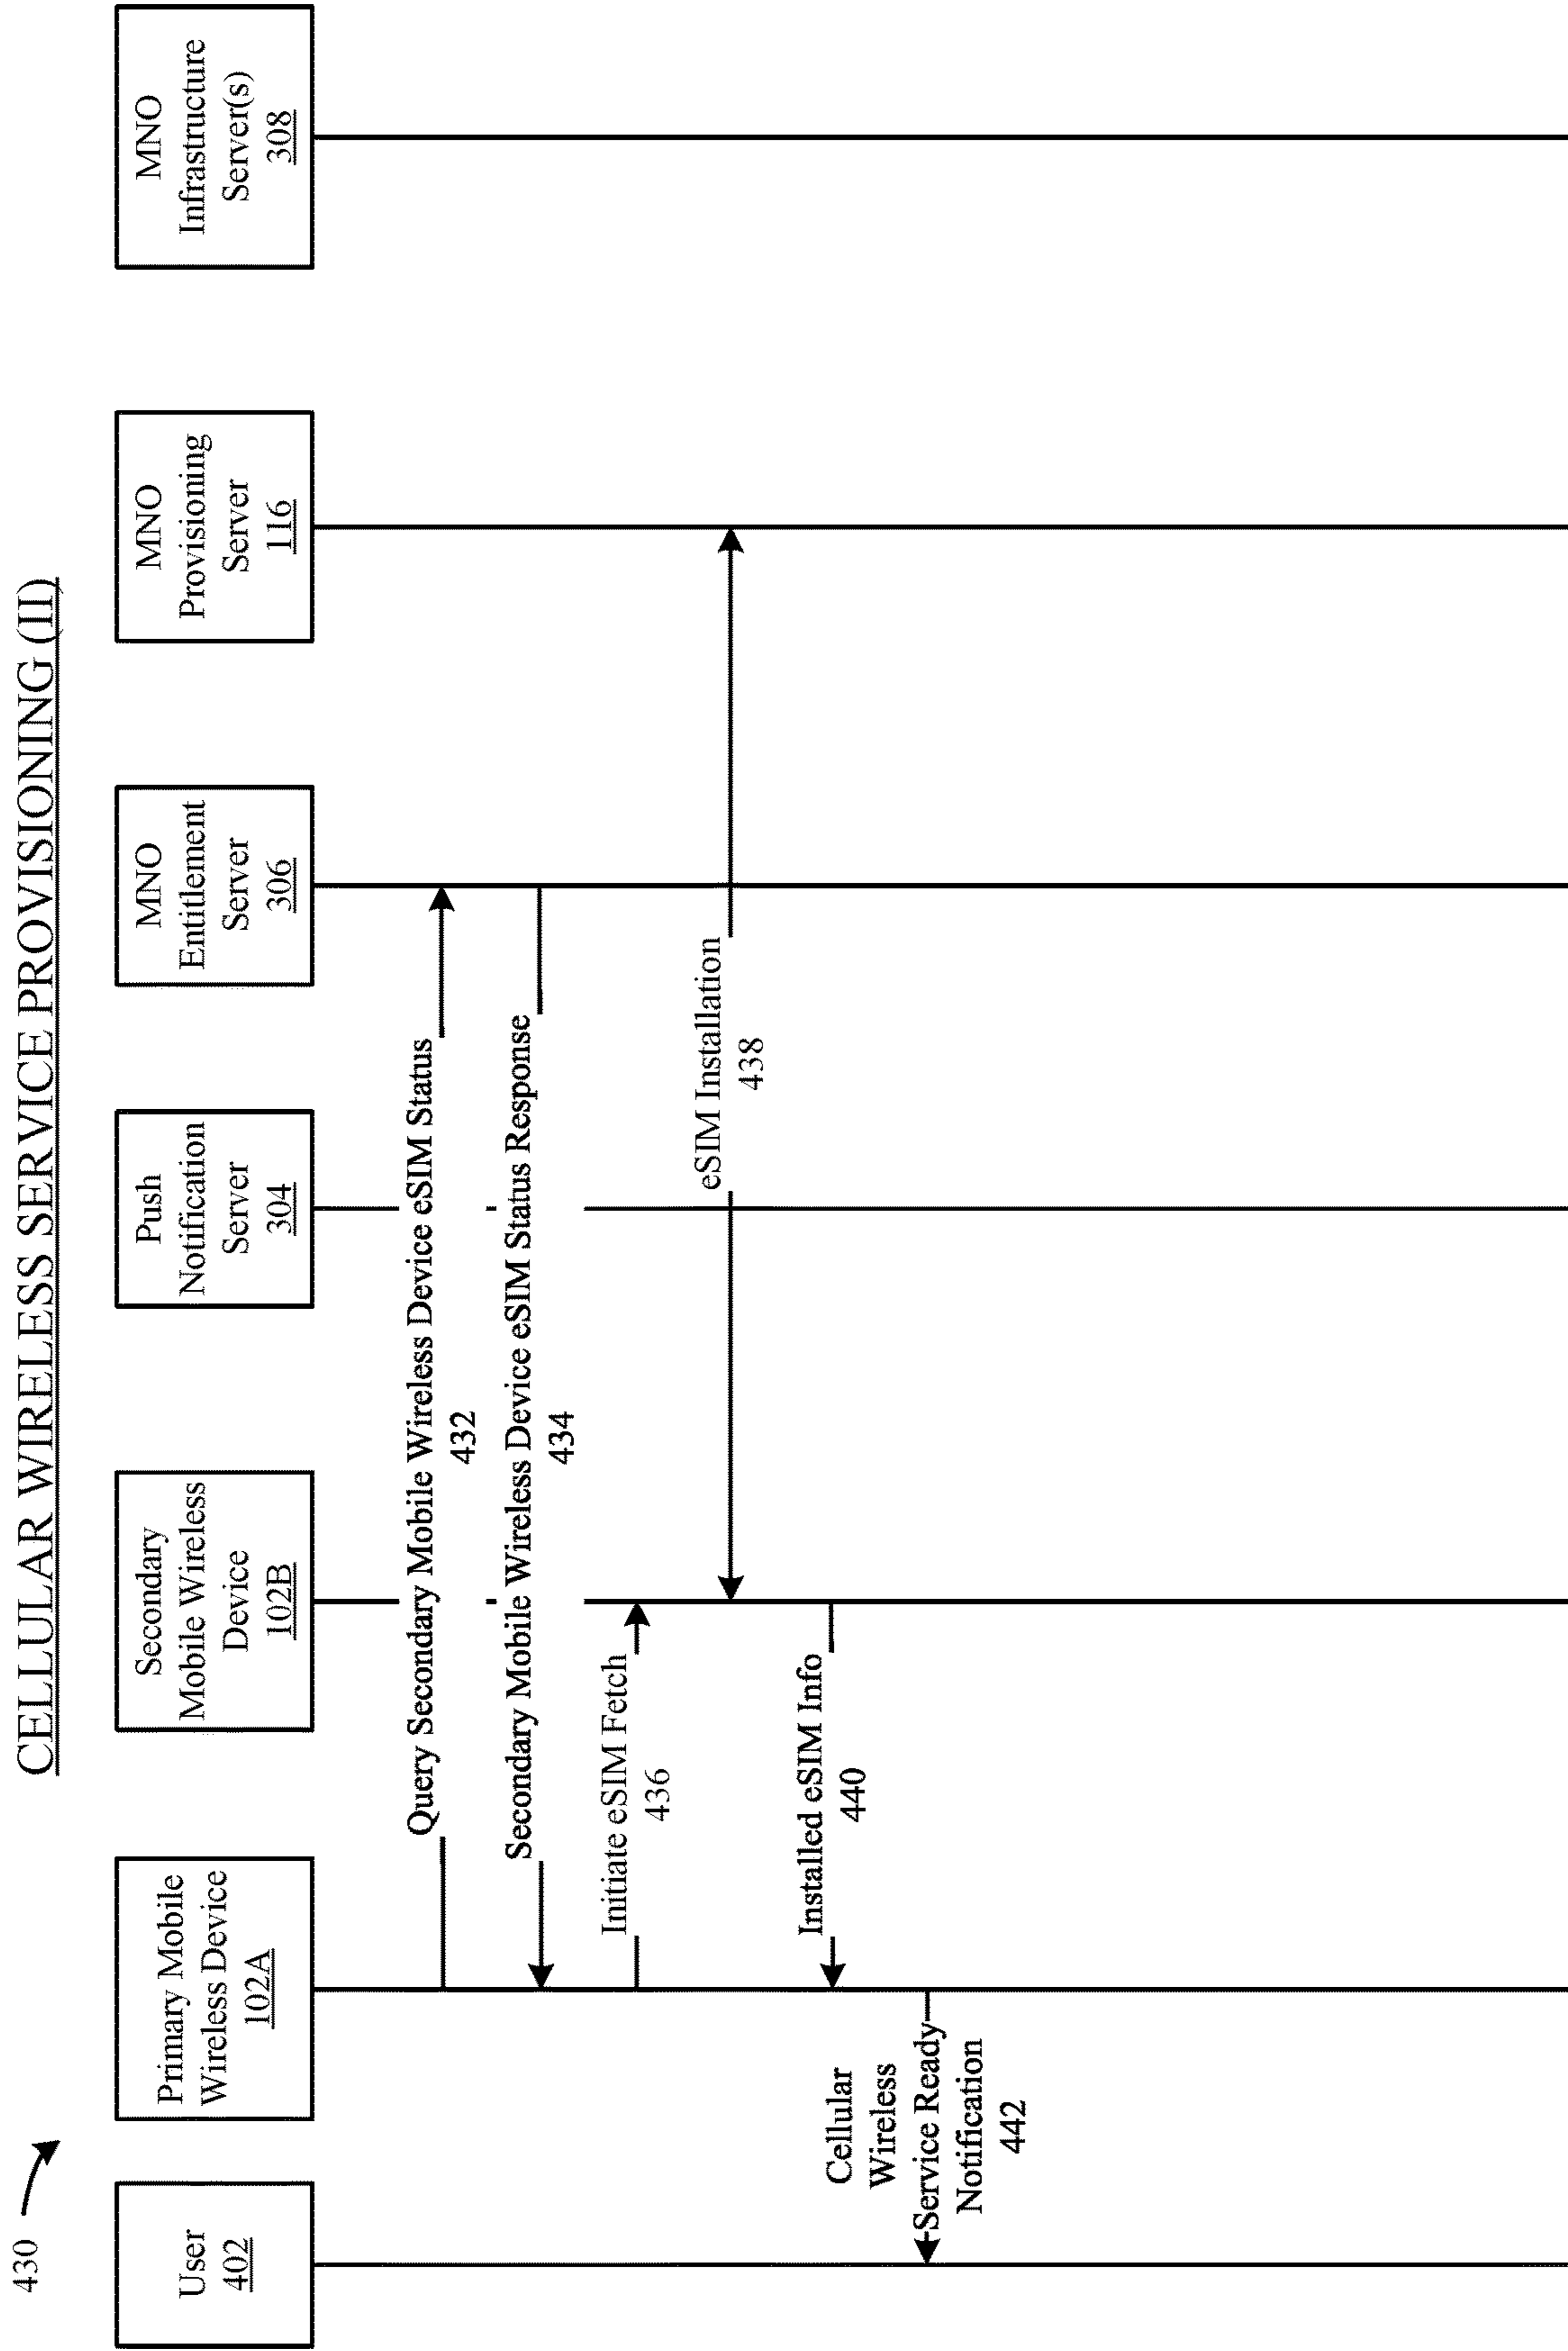 430
CELLULAR WIRELESS SERVICE PROVISIONING (II)
User
402
Primary Mobile
Wireless Device
102A
Secondary
Mobile Wireless
Device
102B
Push
Notification
Server
304
MNO
Entitlement
Server
306
MNO
Provisioning
Server
116
MNO
Infrastructure
Server(s)
308
Query Secondary Mobile Wireless Device eSIM Status
432
Secondary Mobile Wireless Device eSIM Status Response
434
Initiate eSIM Fetch
436
eSIM Installation
438
Installed eSIM Info
440
Cellular
Wireless
Service Ready
Notification
442